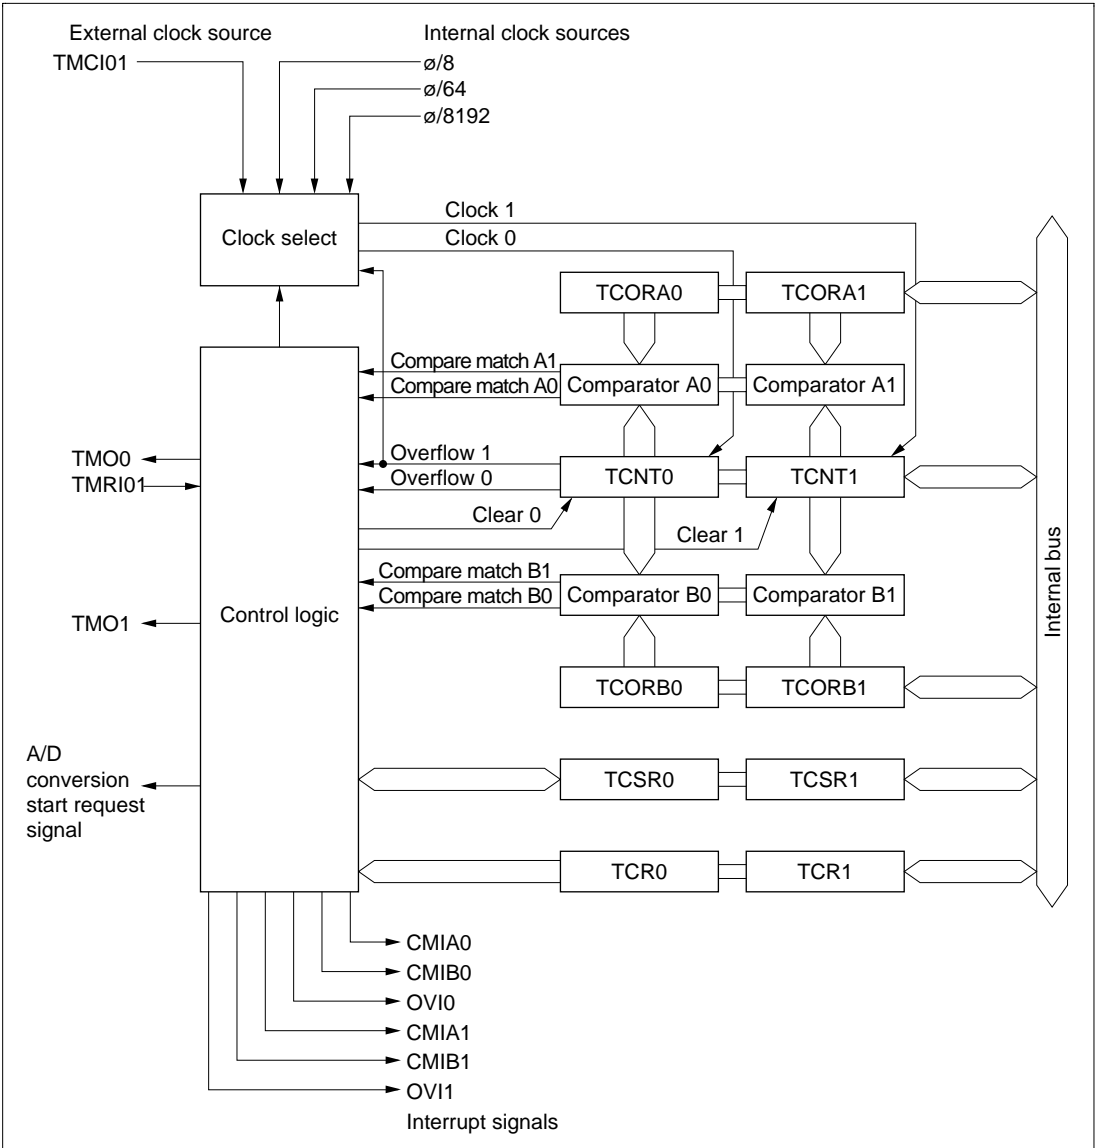 External clock source
Internal clock sources
TMCI01
ø/8
ø/64
ø/8192
Clock select
Clock 1
Clock 0
TCORA0
TCORA1
Compare match A1
Compare match A0
Comparator A0
Comparator A1
TMO0
TMRI01
Overflow 1
Overflow 0
TCNT0
TCNT1
Clear 0
Clear 1
Compare match B1
Compare match B0
Comparator B0
Comparator B1
Control logic
TMO1
Internal bus
TCORB0
TCORB1
A/D
conversion
start request
signal
TCSR0
TCSR1
TCR0
TCR1
CMIA0
CMIB0
OVI0
CMIA1
CMIB1
OVI1
Interrupt signals